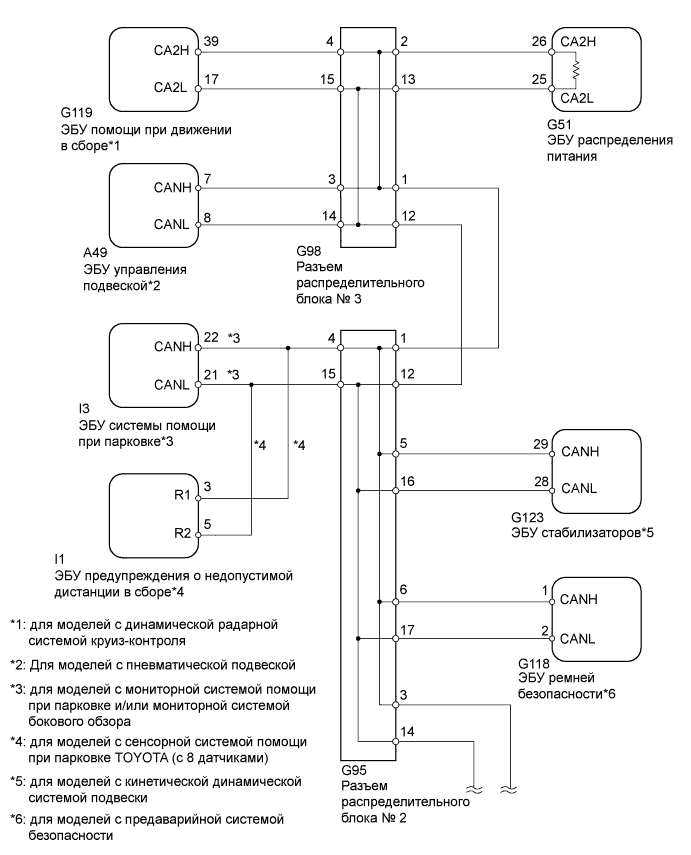 CA2H 39 4 2 26 CA2H
CA2L 17 15 13 25
CA2L
G119
ЭБУ помощи при движении
в сборе*1
G51
ЭБУ распределения
питания
CANH 7 3 1
CANL 8 14 12
A49
ЭБУ управления
подвеской*2
G98
Разъем
распределительного
блока № 3
CANH 22 *3 4 1
CANL 21 *3 15 12
I3
ЭБУ системы помощи
при парковке*3
*4 *4
5 29 CANH
16 28 CANL
G123
ЭБУ стабилизаторов*5
R1 3
R2 5
I1
ЭБУ предупреждения о недопустимой
дистанции в сборе*4
6 1 CANH
17 2 CANL
G118
ЭБУ ремней
безопасности*6
3
14
G95
Разъем
распределительного
блока № 2
*1: для моделей с динамической радарной
системой круиз-контроля
*2: Для моделей с пневматической подвеской
*3: для моделей с мониторной системой помощи
при парковке и/или мониторной системой
бокового обзора
*4: для моделей с сенсорной системой помощи
при парковке TOYOTA (с 8 датчиками)
*5: для моделей с кинетической динамической
системой подвески
*6: для моделей с предаварийной системой
безопасности